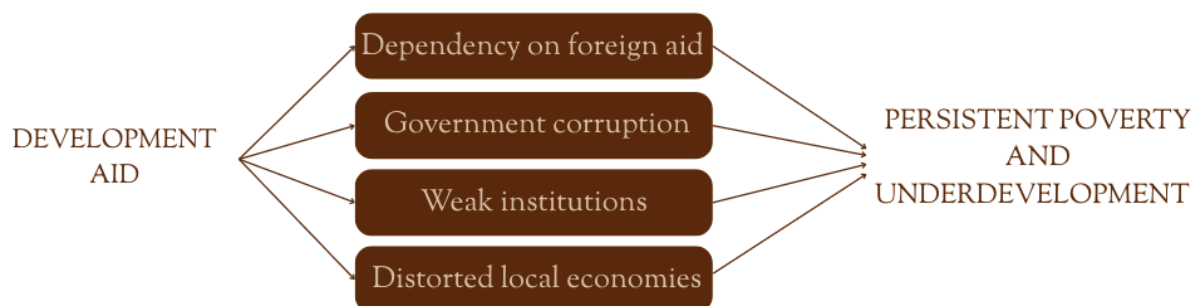 DEVELOPMENT
AID
Dependency on foreign aid
Government corruption
Weak institutions
Distorted local economies
PERSISTENT POVERTY
AND
UNDERDEVELOPMENT